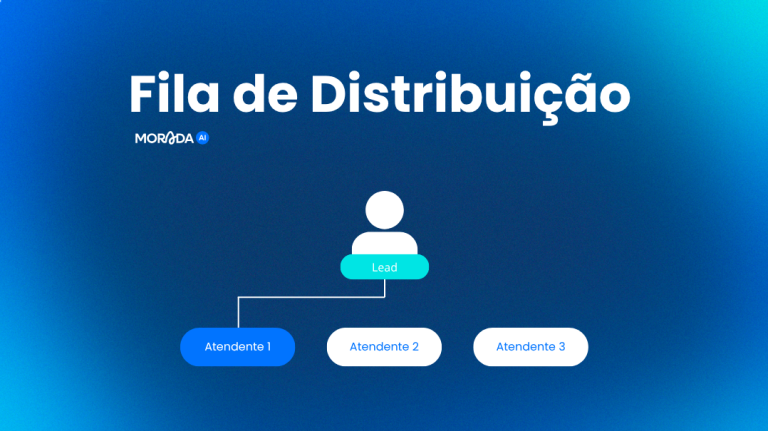 Fila de Distribuição
MORADA AI
Lead
Atendente 1
Atendente 2
Atendente 3